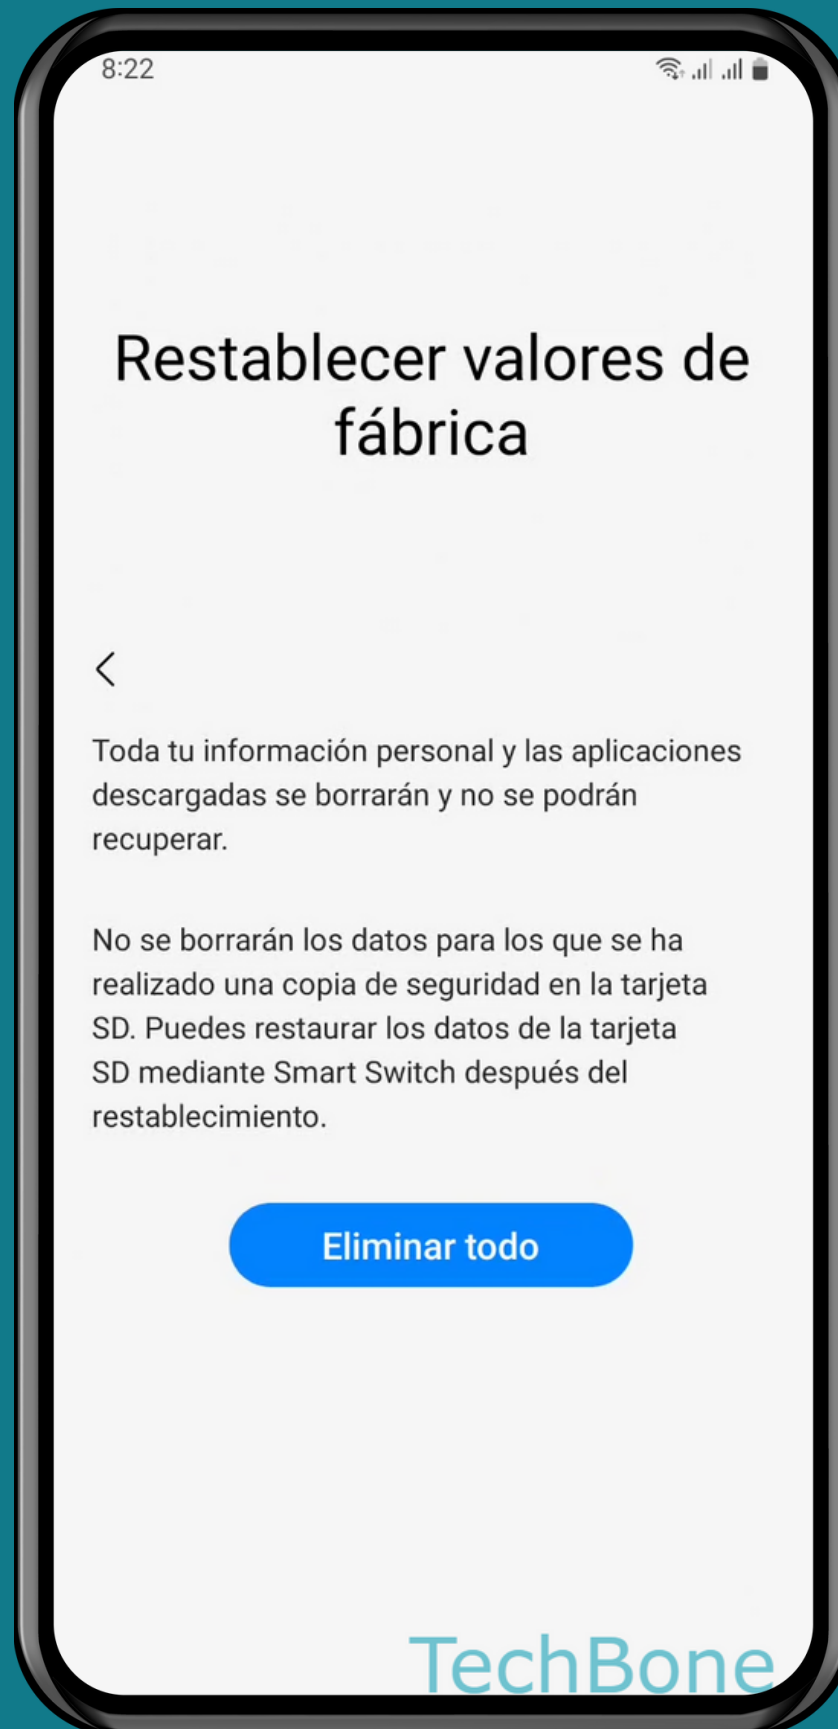 8:22
Restablecer valores de
fábrica
Toda tu información personal y las aplicaciones
descargadas se borrarán y no se podrán
recuperar.
No se borrarán los datos para los que se ha
realizado una copia de seguridad en la tarjeta
SD. Puedes restaurar los datos de la tarjeta
SD mediante Smart Switch después del
restablecimiento.
Eliminar todo
TechBone